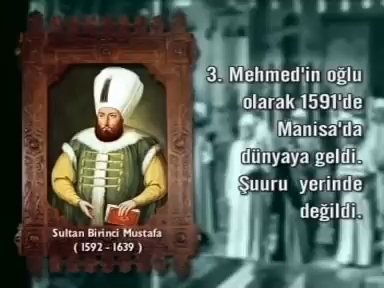 3. Mehmed'in oğlu
olarak 1591'de
Manisa'da
dünyaya geldi.
Şuuru yerinde
değildi.
Sultan Birinci Mustafa
( 1592 - 1639 )